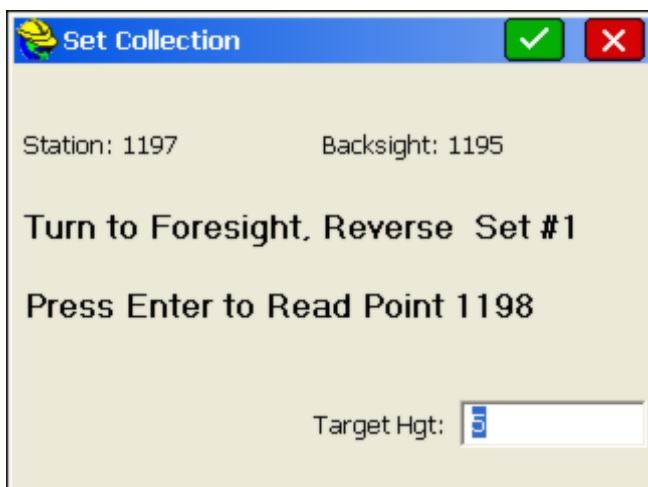 Set Collection
Station: 1197 Backsight: 1195
Turn to Foresight, Reverse Set #1
Press Enter to Read Point 1198
Target Hgt: 5